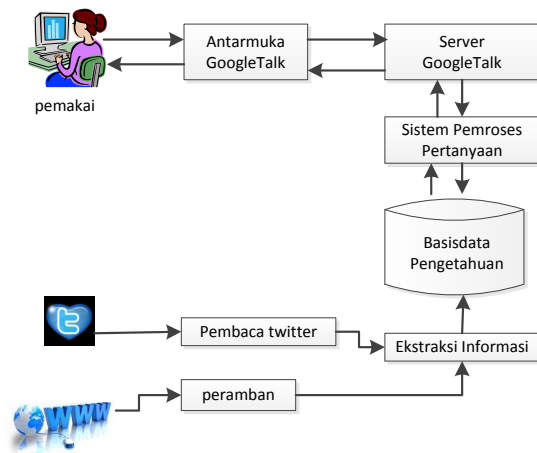 Antarmuka
GoogleTalk
Server
GoogleTalk
pemakai
Sistem Pemroses
Pertanyaan
Basisdata
Pengetahuan
Pembaca twitter
Ekstraksi Informasi
peramban
WWW